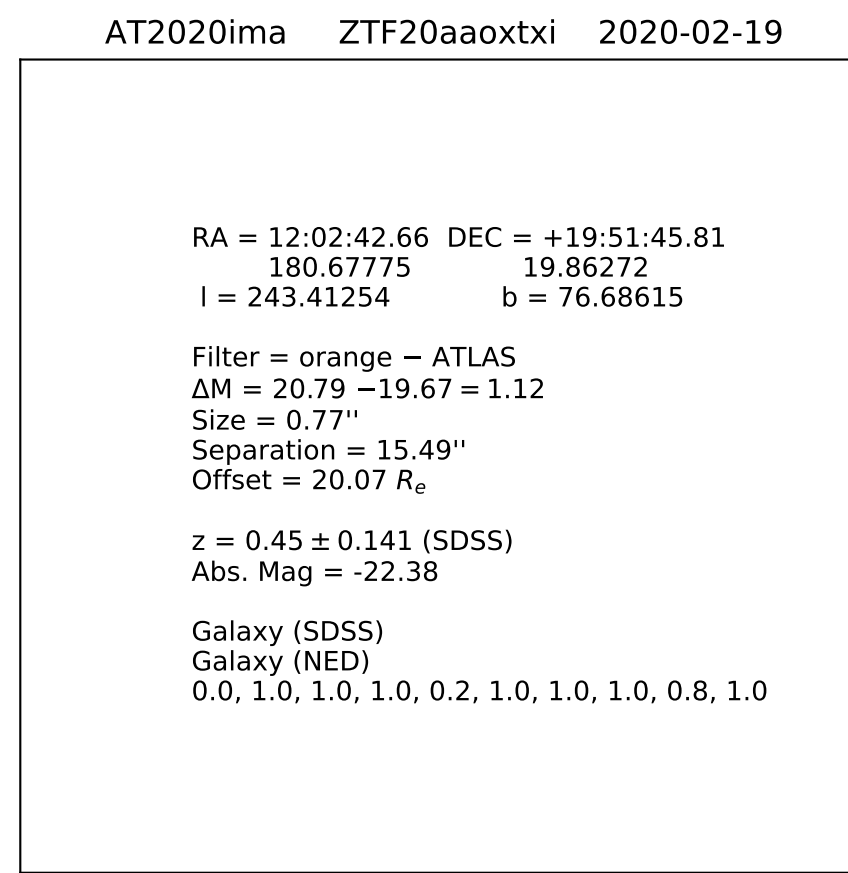 AT2020ima ZTF20aaoxtxi 2020-02-19
RA = 12:02:42.66 DEC = +19:51:45.81
180.67775 19.86272
l = 243.41254 b = 76.68615
Filter = orange − ATLAS
ΔM = 20.79 −19.67 = 1.12
Size = 0.77''
Separation = 15.49''
Offset = 20.07 Re
z = 0.45 ± 0.141 (SDSS)
Abs. Mag = -22.38
Galaxy (SDSS)
Galaxy (NED)
0.0, 1.0, 1.0, 1.0, 0.2, 1.0, 1.0, 1.0, 0.8, 1.0